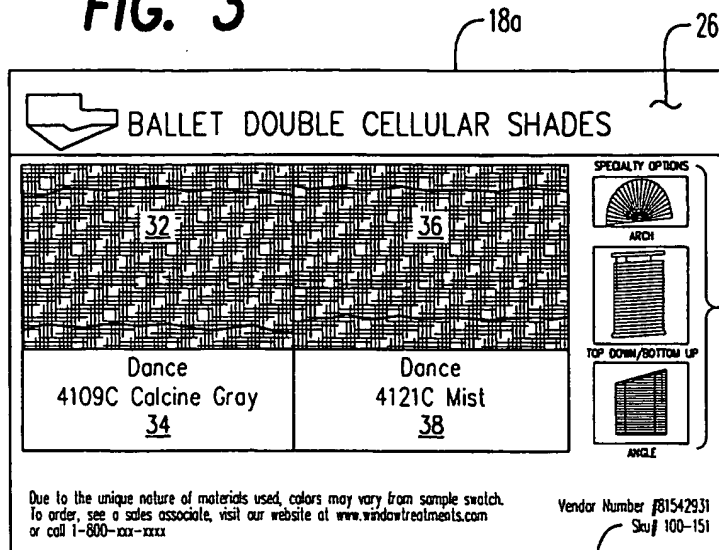 FIG. 3
18a
26
BALLET DOUBLE CELLULAR SHADES
SPECIALTY OPTIONS
32
36
ARCH
TOP DOWN/BOTTOM UP
Dance
4109C Calcine Gray
34
Dance
4121C Mist
38
ANGLE
Due to the unique nature of materials used, colors may vary from sample swatch.
To order, see a sales associate, visit our website at www.windowtreatments.com
or call 1-800-xxx-xxxx
Vendor Number #81542931
Sku# 100-151